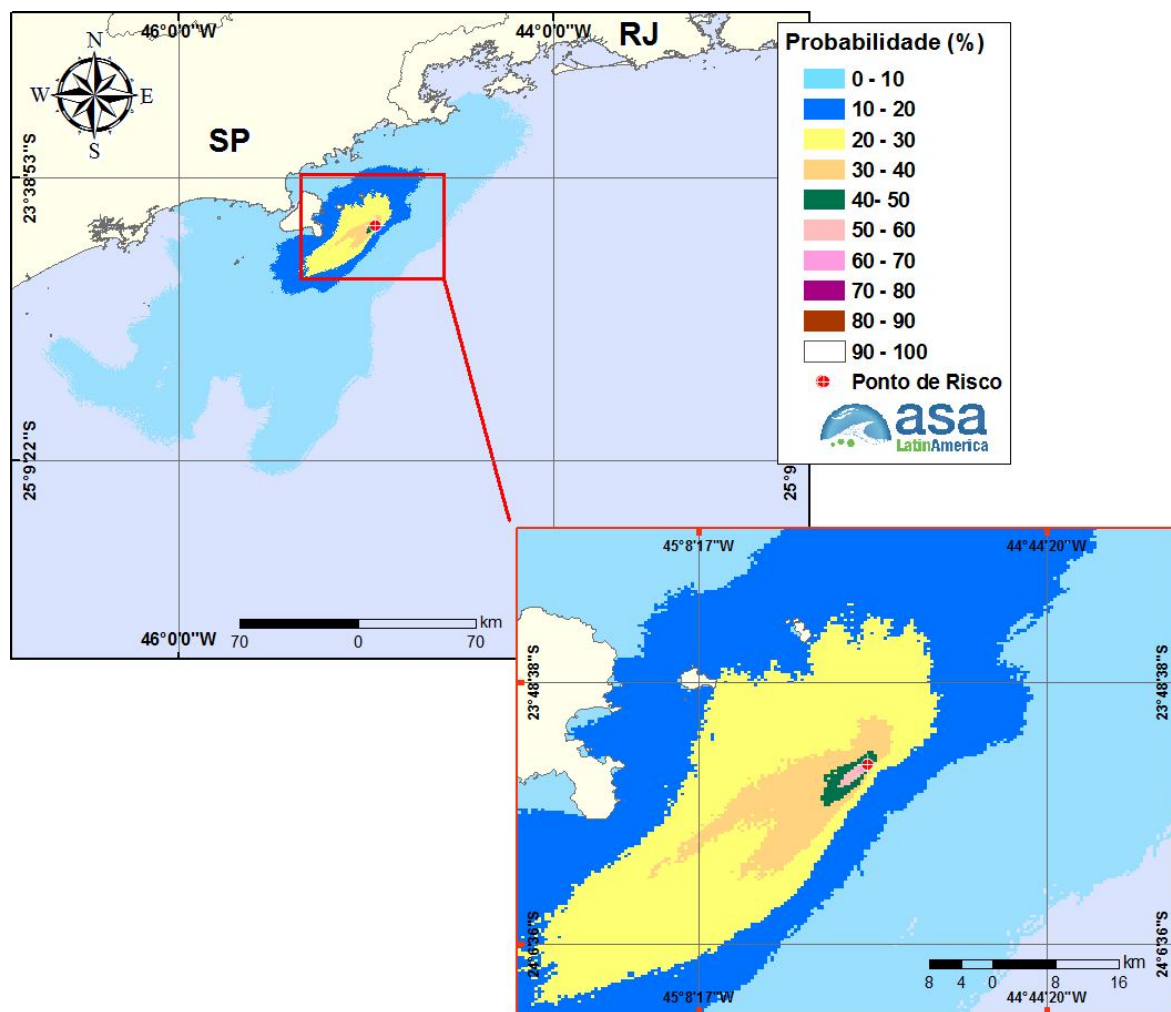 46°0'0"W
44°0'0"W
RJ
N
W
E
S
SP
23°38'53"S
23°38'53"S
25°9'22"S
25°9
46°0'0"W
70
0
70
km
Probabilidade (%)
0 - 10
10 - 20
20 - 30
30 - 40
40- 50
50 - 60
60 - 70
70 - 80
80 - 90
90 - 100
Ponto de Risco
asa
LatinAmerica
45°8'17"W
44°44'20"W
23°48'38"S
23°48'38"S
24°6'36"S
24°6'36"S
8
4
0
8
16
km
45°8'17"W
44°44'20"W